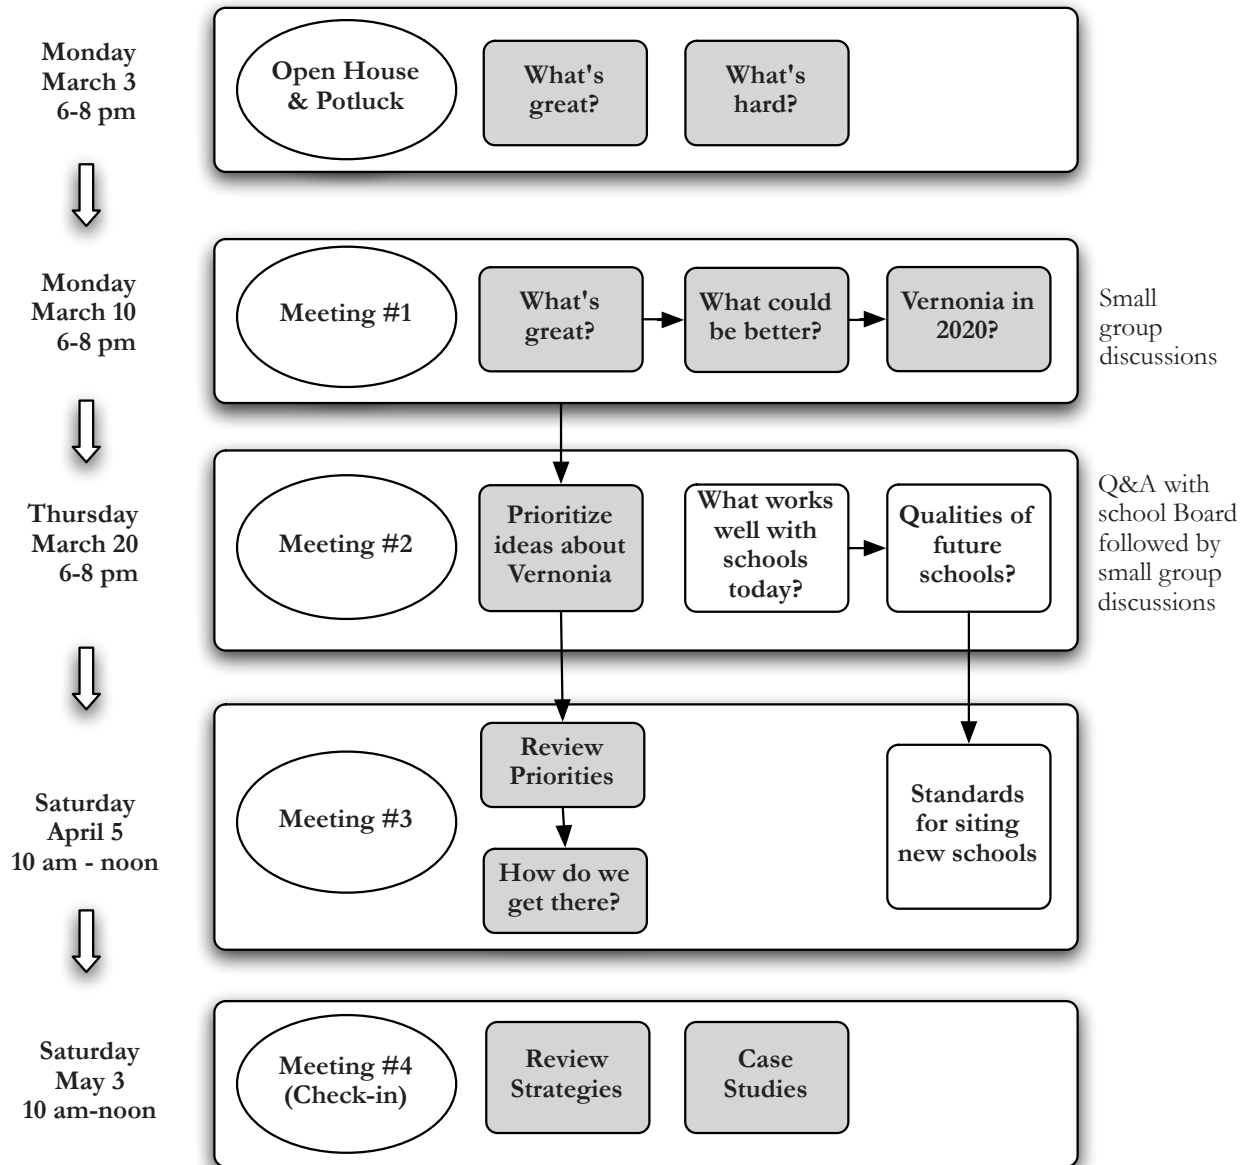 Monday
March 3
6-8 pm
Open House
& Potluck
What's
great?
What's
hard?
Monday
March 10
6-8 pm
Meeting #1
What's
great?
What could
be better?
Vernonia in
2020?
Small
group
discussions
Thursday
March 20
6-8 pm
Meeting #2
Prioritize
ideas about
Vernonia
What works
well with
schools
today?
Qualities of
future
schools?
Q&A with
school Board
followed by
small group
discussions
Saturday
April 5
10 am - noon
Meeting #3
Review
Priorities
How do we
get there?
Standards
for siting
new schools
Saturday
May 3
10 am-noon
Meeting #4
(Check-in)
Review
Strategies
Case
Studies